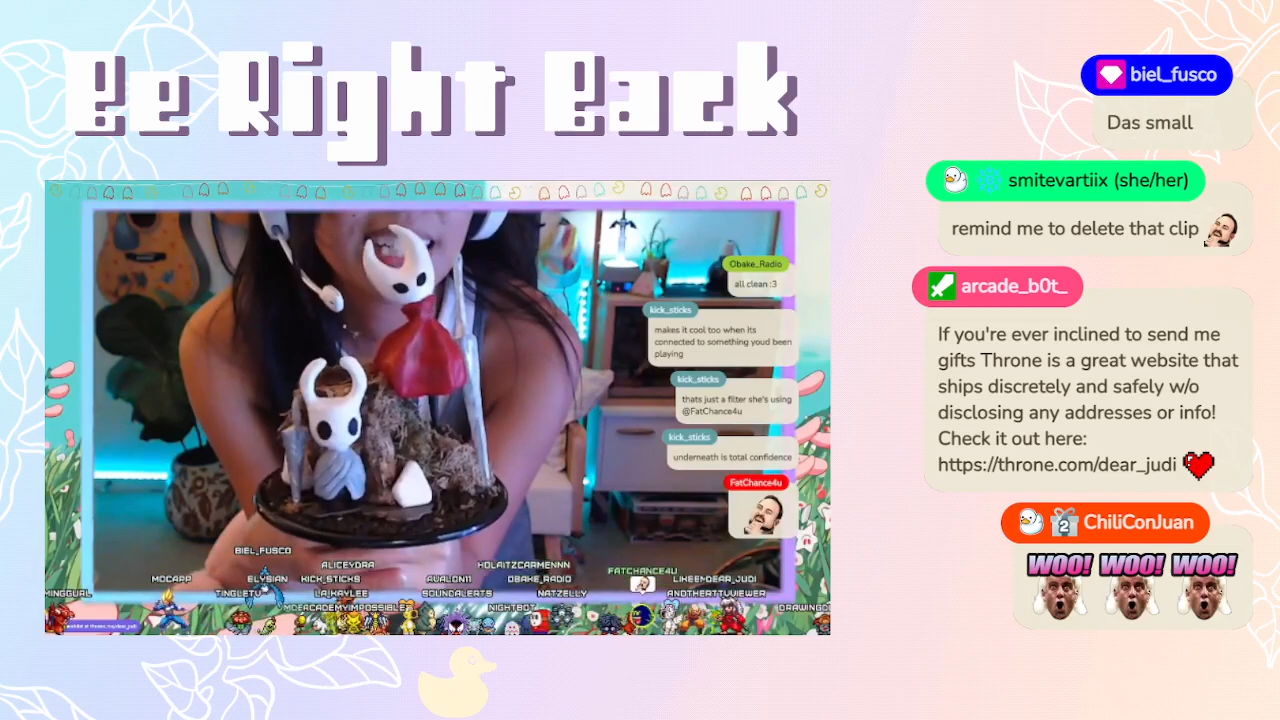 Be Right Back
biel_fusco
Das small
smitevartiix (she/her)
remind me to delete that clip
arcade_b0t_
If you're ever inclined to send me
gifts Throne is a great website that
ships discretely and safely w/o
disclosing any addresses or info!
Check it out here:
https://throne.com/dear_judi
2 ChiliConJuan
WOO! WOO! WOO!
Obake_Radio
all clean :3
kick_sticks
makes it cool too when its
connected to something youd been
playing
kick_sticks
thats just a filter she's using
@FatChance4u
kick_sticks
underneath is total confidence
FatChance4u
BIEL_FUSCO
ALICEYDRA
HOLAITZCARMENNN
FATCHANCE4U
MOCAPP
ELYSIAN
KICK_STICKS
AVALON11
OBAKE_RADIO
LIKEEMDEAR_JUDI
MINGGURL
TINGLETV
LA_KAYLEE
SOUNDALERTS
NATZELLY
ANOTHERTTVVIEWER
MOEACADEMYIMPOSSIBLE
NIGHTBOT